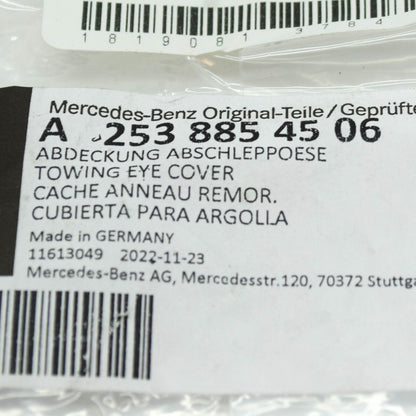 1819081 3784
Mercedes-Benz Original-Teile/Geprüfte
A 253 885 45 06
ABDECKUNG ABSCHLEPPOESE
TOWING EYE COVER
CACHE ANNEAU REMOR.
CUBIERTA PARA ARGOLLA
Made in GERMANY
11613049 2022-11-23
Mercedes-Benz AG, Mercedesstr.120, 70372 Stuttga